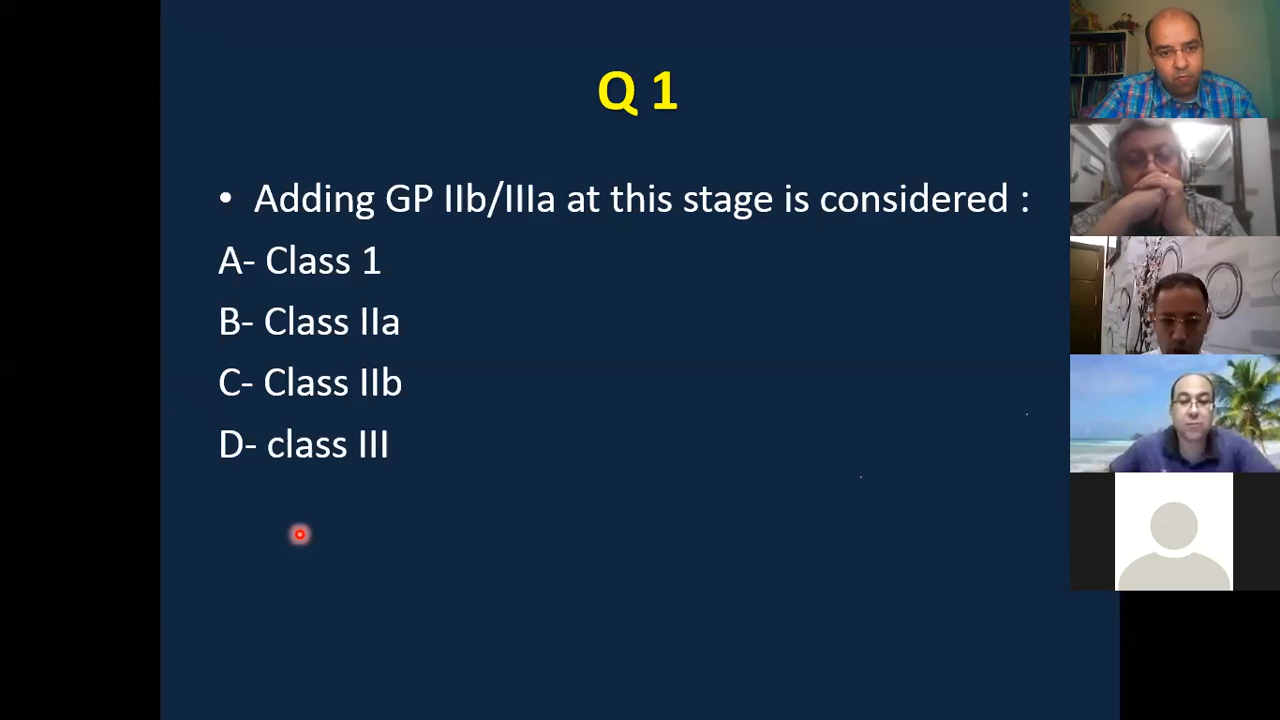 Q 1
• Adding GP IIb/IIIa at this stage is considered :
A- Class 1
B- Class IIa
C- Class IIb
D- class III